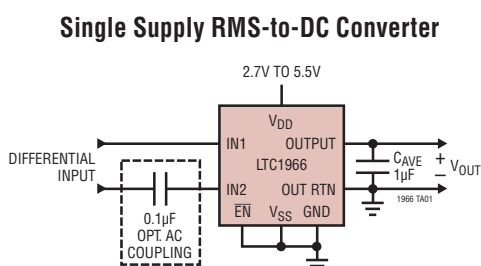 Single Supply RMS-to-DC Converter
2.7V TO 5.5V
VDD
IN1
OUTPUT
DIFFERENTIAL
INPUT
LTC1966
CAVE
1µF
+
–
VOUT
IN2
OUT RTN
1966 TA01
0.1µF
OPT. AC
COUPLING
EN
VSS
GND